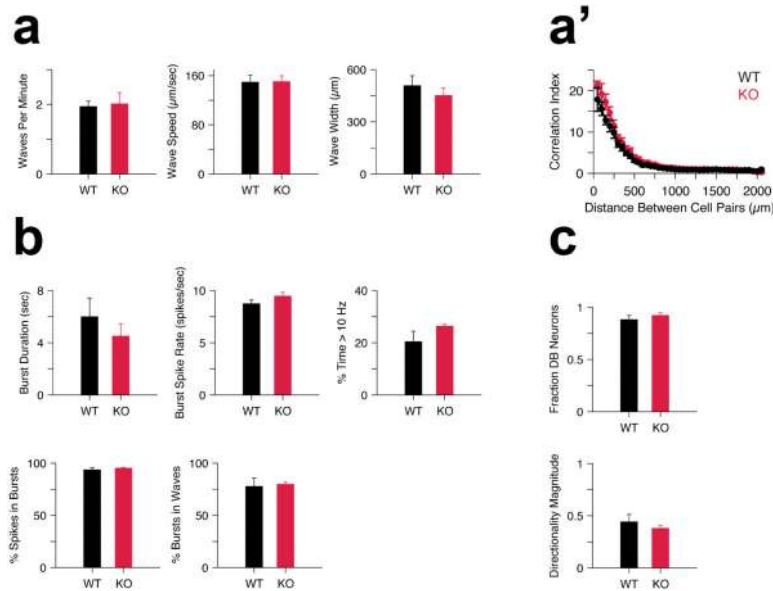 a
Waves Per Minute
2
0
WT KO
Wave Speed (µm/sec)
160
80
0
WT KO
Wave Width (µm)
600
300
0
WT KO
a'
Correlation Index
20
10
0
WT
KO
0 500 1000 1500 2000
Distance Between Cell Pairs (µm)
b
Burst Duration (sec)
8
4
0
WT KO
Burst Spike Rate (spikes/sec)
10
5
0
WT KO
% Time > 10 Hz
40
20
0
WT KO
% Spikes in Bursts
100
50
0
WT KO
% Bursts in Waves
100
50
0
WT KO
c
Fraction DB Neurons
1
0.5
0
WT KO
Directionality Magnitude
1
0.5
0
WT KO